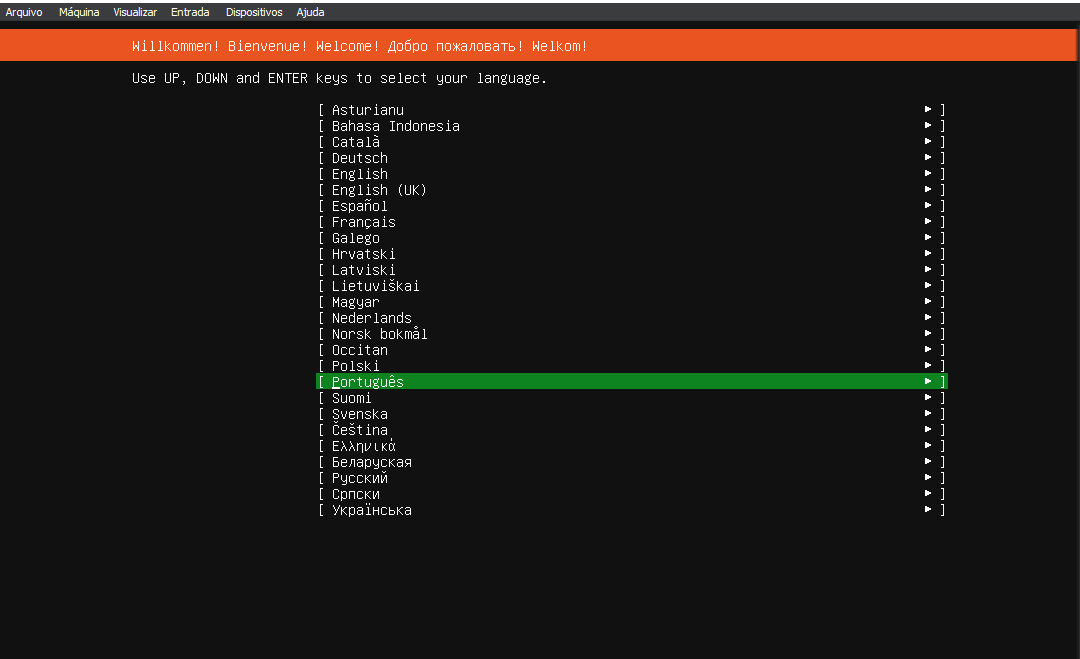 Arquivo Máquina Visualizar Entrada Dispositivos Ajuda
Willkommen! Bienvenue! Welcome! Добро пожаловать! Welkom!
Use UP, DOWN and ENTER keys to select your language.
[ Asturianu ▸ ]
[ Bahasa Indonesia ▸ ]
[ Català ▸ ]
[ Deutsch ▸ ]
[ English ▸ ]
[ English (UK) ▸ ]
[ Español ▸ ]
[ Français ▸ ]
[ Galego ▸ ]
[ Hrvatski ▸ ]
[ Latviski ▸ ]
[ Lietuviškai ▸ ]
[ Magyar ▸ ]
[ Nederlands ▸ ]
[ Norsk bokmål ▸ ]
[ Occitan ▸ ]
[ Polski ▸ ]
[ Português ▸ ]
[ Suomi ▸ ]
[ Svenska ▸ ]
[ Čeština ▸ ]
[ Ελληνικά ▸ ]
[ Беларуская ▸ ]
[ Русский ▸ ]
[ Српски ▸ ]
[ Українська ▸ ]